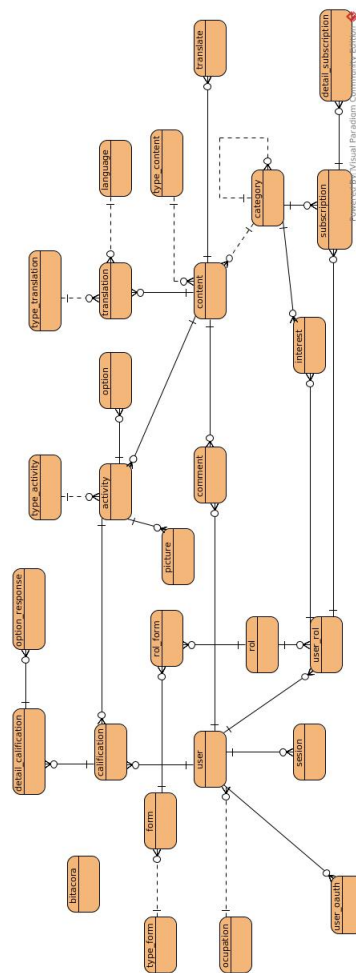 bitacora
type_form
form
ocupation
user_oauth
detail_calification
option_response
calification
user
sesion
rol_form
rol
user_rol
type_activity
activity
option
picture
comment
interest
type_translation
translation
language
content
type_content
category
subscription
translate
detail_subscription
Powered By: Visual Paradigm Community Edition